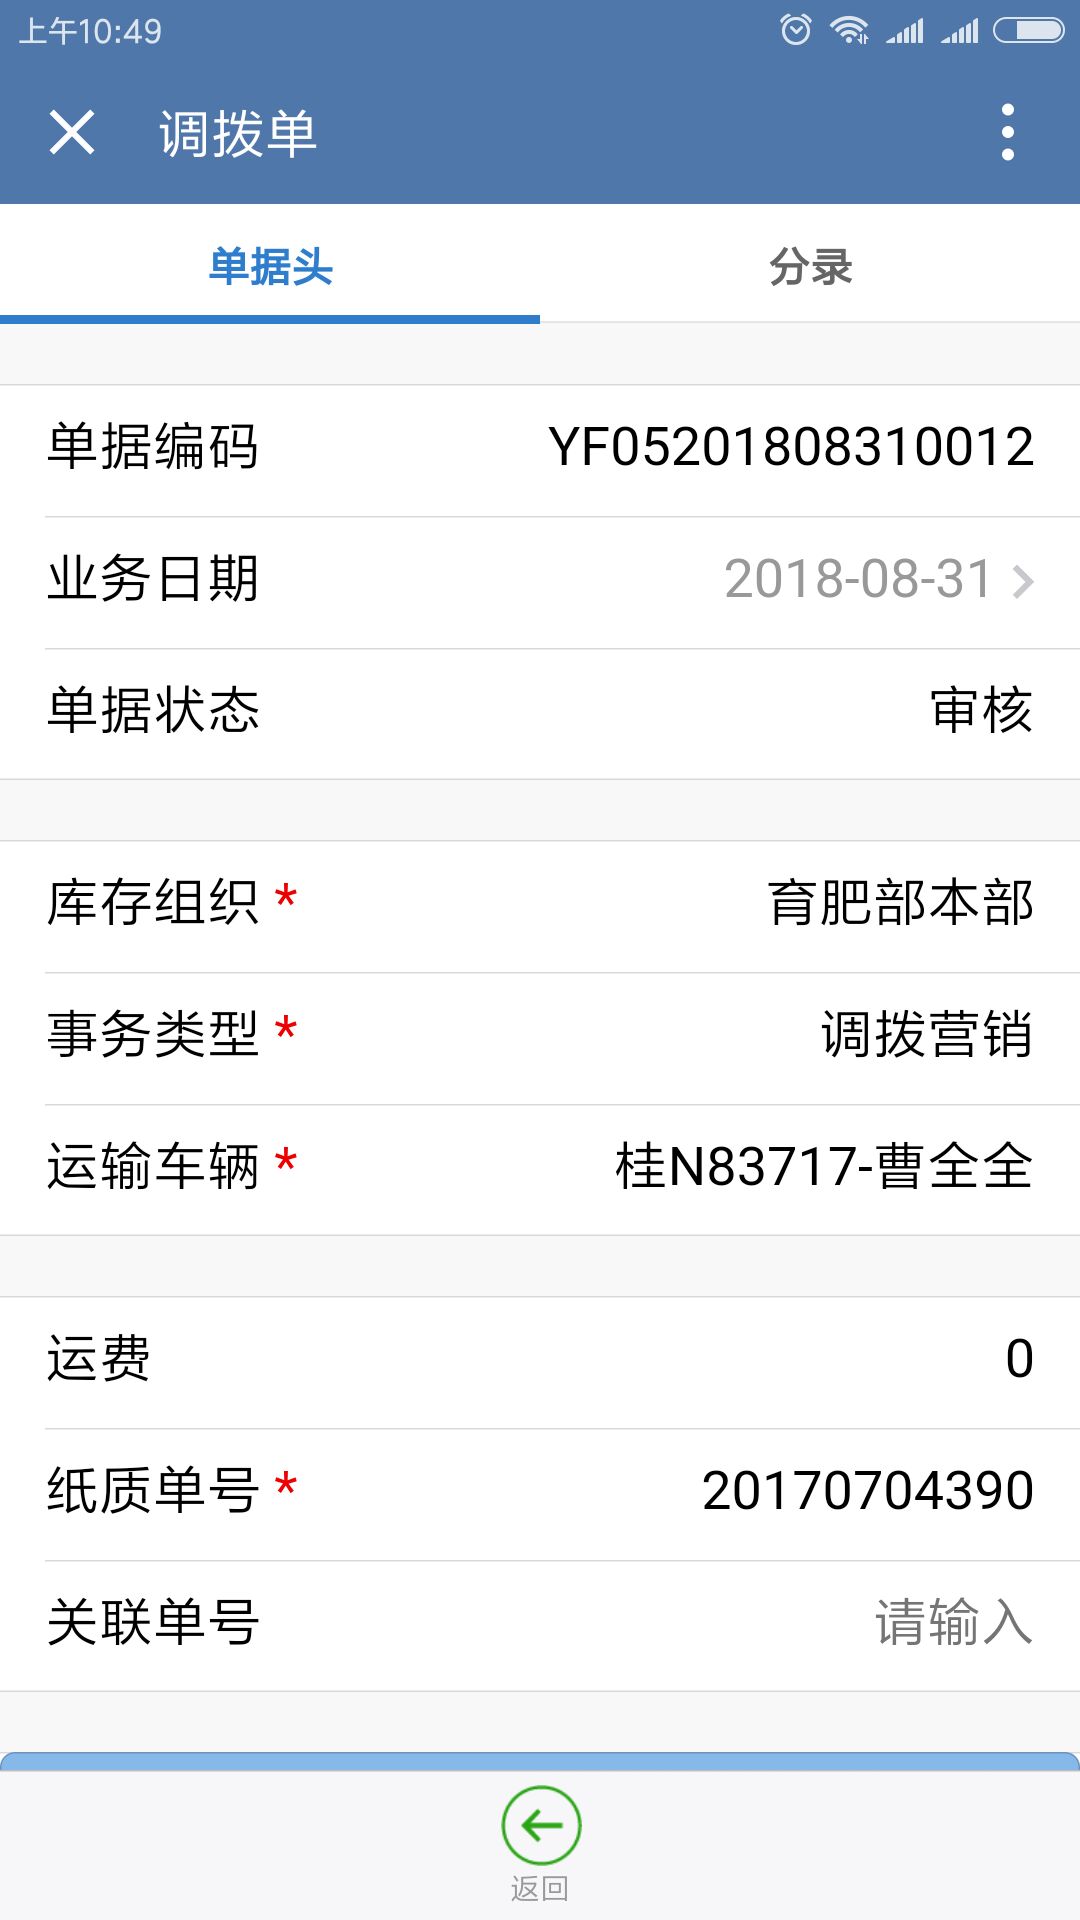 上午10:49
调拨单
单据头 分录
单据编码 YF05201808310012
业务日期 2018-08-31
单据状态 审核
库存组织 * 育肥部本部
事务类型 * 调拨营销
运输车辆 * 桂N83717-曹全全
运费 0
纸质单号 * 20170704390
关联单号 请输入
返回